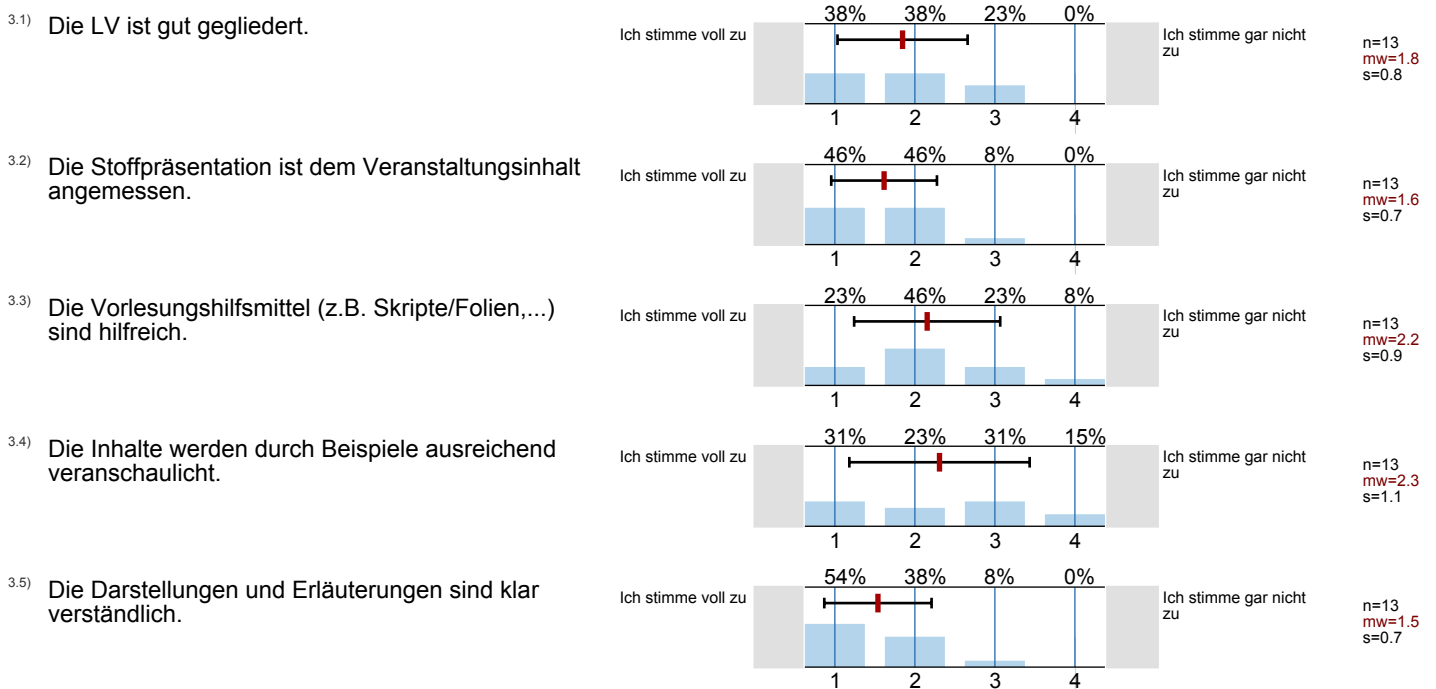 38% 38% 23% 0%
3.1) Die LV ist gut gegliedert.
Ich stimme voll zu
Ich stimme gar nicht
zu
n=13
mw=1.8
s=0.8
1 2 3 4
46% 46% 8% 0%
3.2) Die Stoffpräsentation ist dem Veranstaltungsinhalt
angemessen.
Ich stimme voll zu
Ich stimme gar nicht
zu
n=13
mw=1.6
s=0.7
1 2 3 4
23% 46% 23% 8%
3.3) Die Vorlesungshilfsmittel (z.B. Skripte/Folien,...)
sind hilfreich.
Ich stimme voll zu
Ich stimme gar nicht
zu
n=13
mw=2.2
s=0.9
1 2 3 4
31% 23% 31% 15%
3.4) Die Inhalte werden durch Beispiele ausreichend
veranschaulicht.
Ich stimme voll zu
Ich stimme gar nicht
zu
n=13
mw=2.3
s=1.1
1 2 3 4
54% 38% 8% 0%
3.5) Die Darstellungen und Erläuterungen sind klar
verständlich.
Ich stimme voll zu
Ich stimme gar nicht
zu
n=13
mw=1.5
s=0.7
1 2 3 4